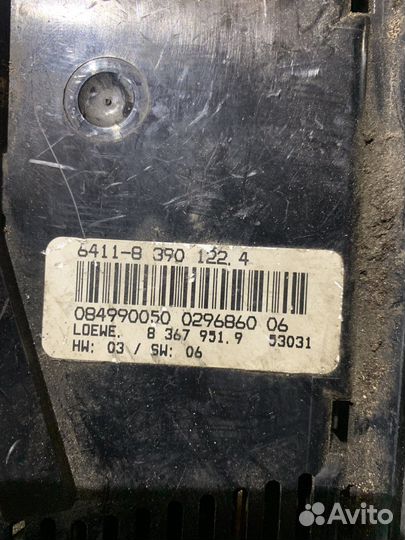 6411-8 390 122.4
084990050 0296860 06
LOEWE. 8 367 951.9 53031
HW: 03 / SW: 06
Avito